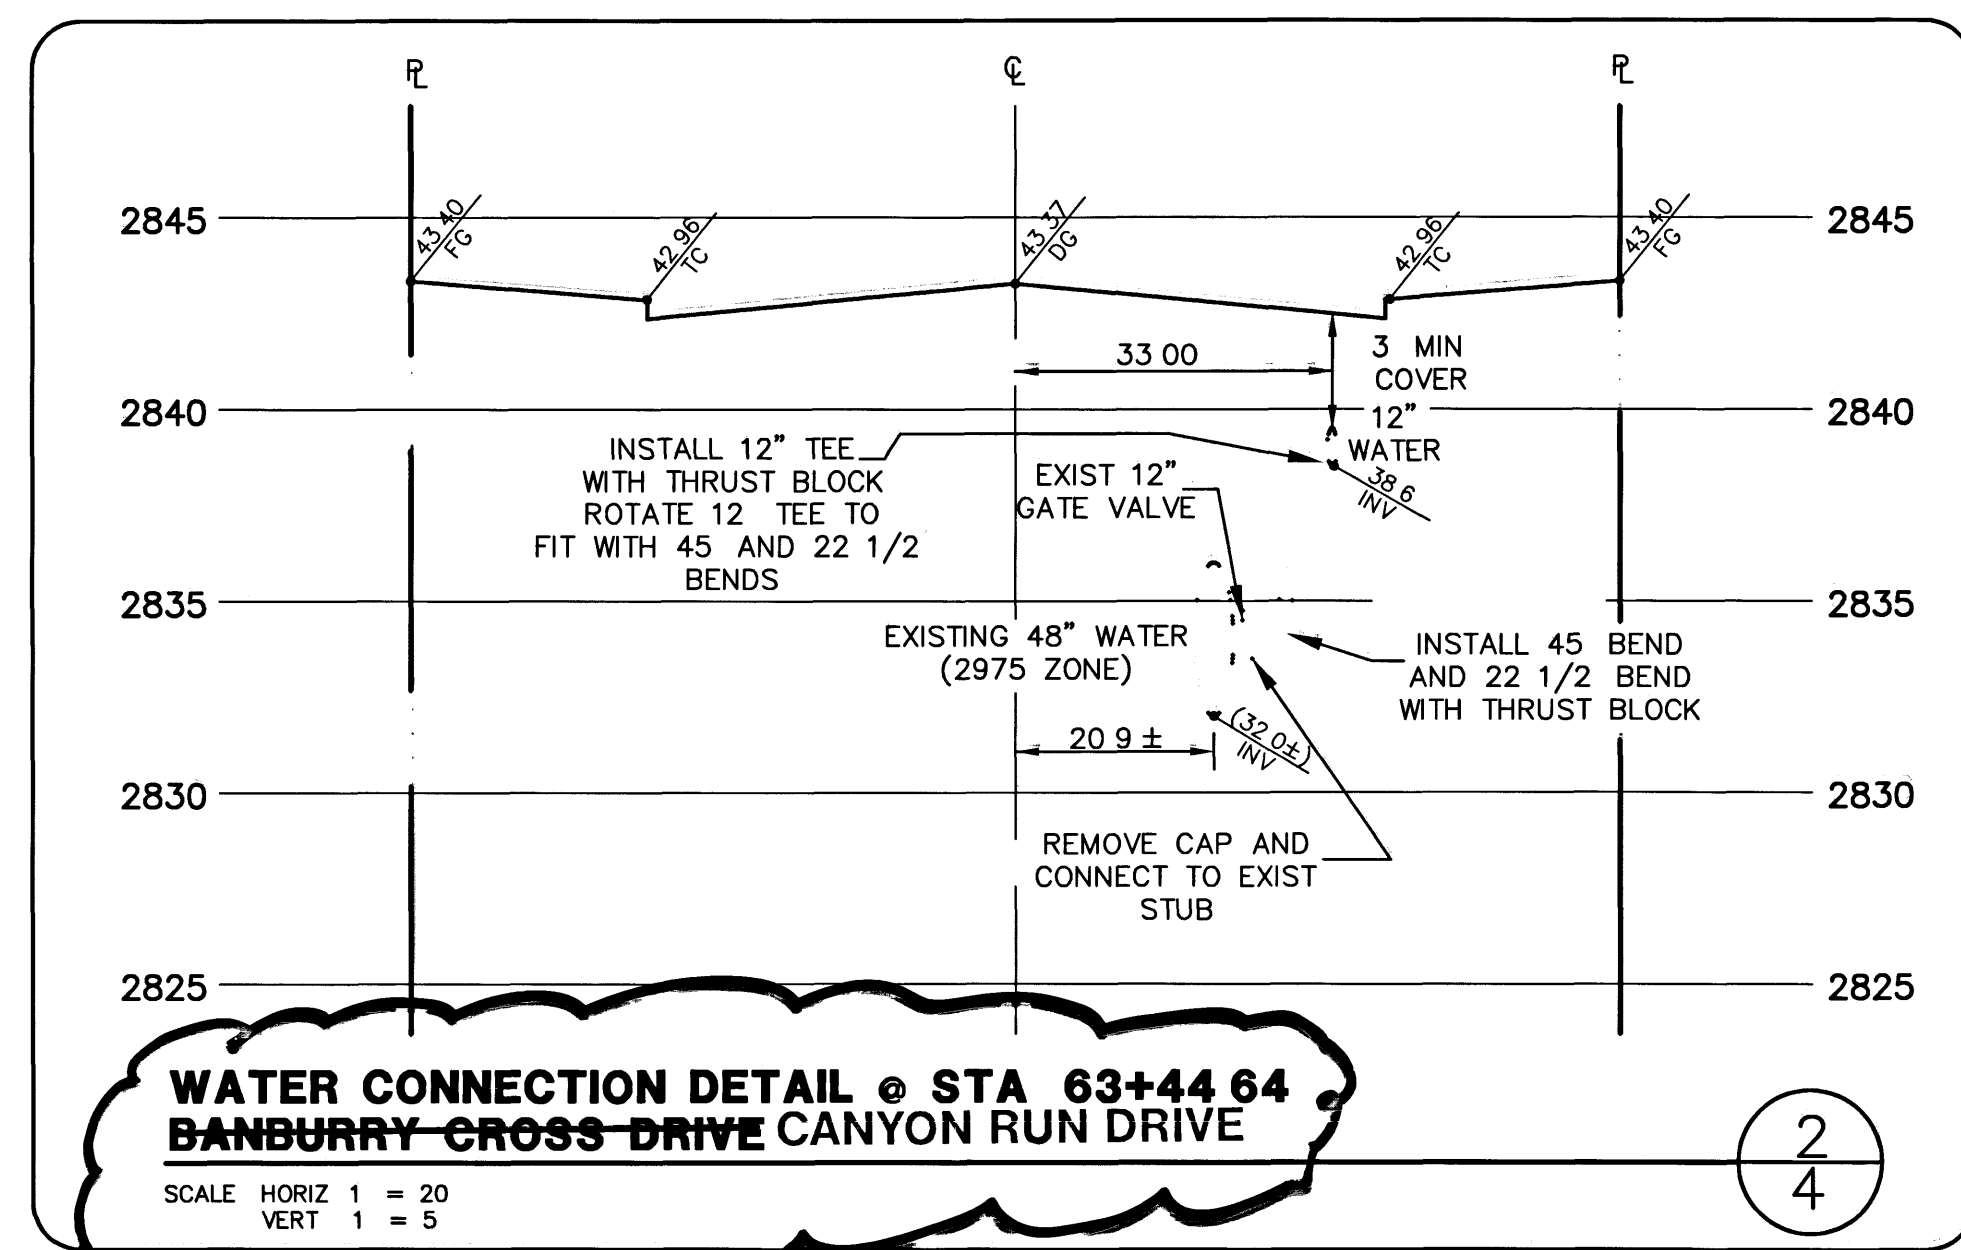 PL
CL
PL
2845
43 40
FG
42 96
TC
43 37
DG
42 96
TC
43 40
FG
2845
33 00
3 MIN
COVER
2840
12"
WATER
2840
INSTALL 12" TEE
WITH THRUST BLOCK
ROTATE 12 TEE TO
FIT WITH 45 AND 22 1/2
BENDS
EXIST 12"
GATE VALVE
38 6
INV
2835
2835
EXISTING 48" WATER
(2975 ZONE)
INSTALL 45 BEND
AND 22 1/2 BEND
WITH THRUST BLOCK
20 9 ±
(32 0±)
INV
2830
2830
REMOVE CAP AND
CONNECT TO EXIST
STUB
2825
2825
WATER CONNECTION DETAIL @ STA 63+44 64
BANBURRY CROSS DRIVE CANYON RUN DRIVE
SCALE HORIZ 1 = 20
VERT 1 = 5
2
4